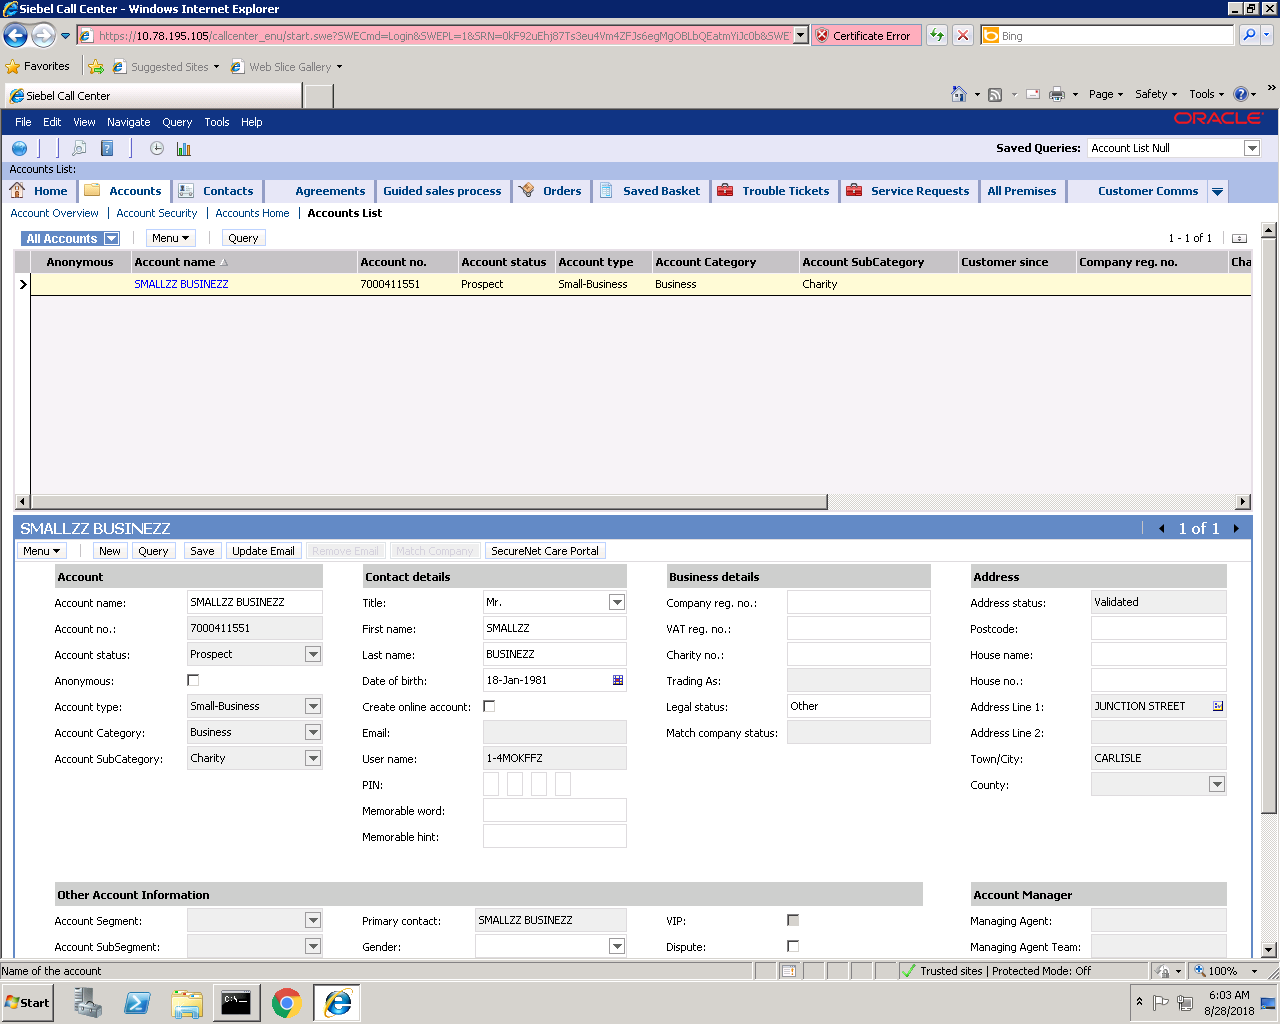 Siebel Call Center - Windows Internet Explorer
https://10.78.195.105/callcenter_enu/start.swe?SWECmd=Login&SWEPL=1&SRN=0kF92uEhj87Ts3eu4Vm4ZFJs6egMgOBLbQEatmYiJc0b&SWE
Certificate Error
Bing
Favorites Suggested Sites Web Slice Gallery
Siebel Call Center
Page Safety Tools
File Edit View Navigate Query Tools Help
ORACLE
Saved Queries: Account List Null
Accounts List:
Home Accounts Contacts Agreements Guided sales process Orders Saved Basket Trouble Tickets Service Requests All Premises Customer Comms
Account Overview | Account Security | Accounts Home | Accounts List
All Accounts Menu Query 1 - 1 of 1
Anonymous Account name Account no. Account status Account type Account Category Account SubCategory Customer since Company reg. no. Cha
SMALLZZ BUSINEZZ 7000411551 Prospect Small-Business Business Charity
SMALLZZ BUSINEZZ 1 of 1
Menu New Query Save Update Email Remove Email Match Company SecureNet Care Portal
Account Contact details Business details Address
Account name: SMALLZZ BUSINEZZ Title: Mr. Company reg. no.: Address status: Validated
Account no.: 7000411551 First name: SMALLZZ VAT reg. no.: Postcode:
Account status: Prospect Last name: BUSINEZZ Charity no.: House name:
Anonymous: Date of birth: 18-Jan-1981 Trading As: House no.:
Account type: Small-Business Create online account: Legal status: Other Address Line 1: JUNCTION STREET
Account Category: Business Email: Match company status: Address Line 2:
Account SubCategory: Charity User name: 1-4MOKFFZ Town/City: CARLISLE
PIN: County:
Memorable word:
Memorable hint:
Other Account Information Account Manager
Account Segment: Primary contact: SMALLZZ BUSINEZZ VIP: Managing Agent:
Account SubSegment: Gender: Dispute: Managing Agent Team:
Name of the account Trusted sites | Protected Mode: Off 100%
Start C:\. 6:03 AM
8/28/2018